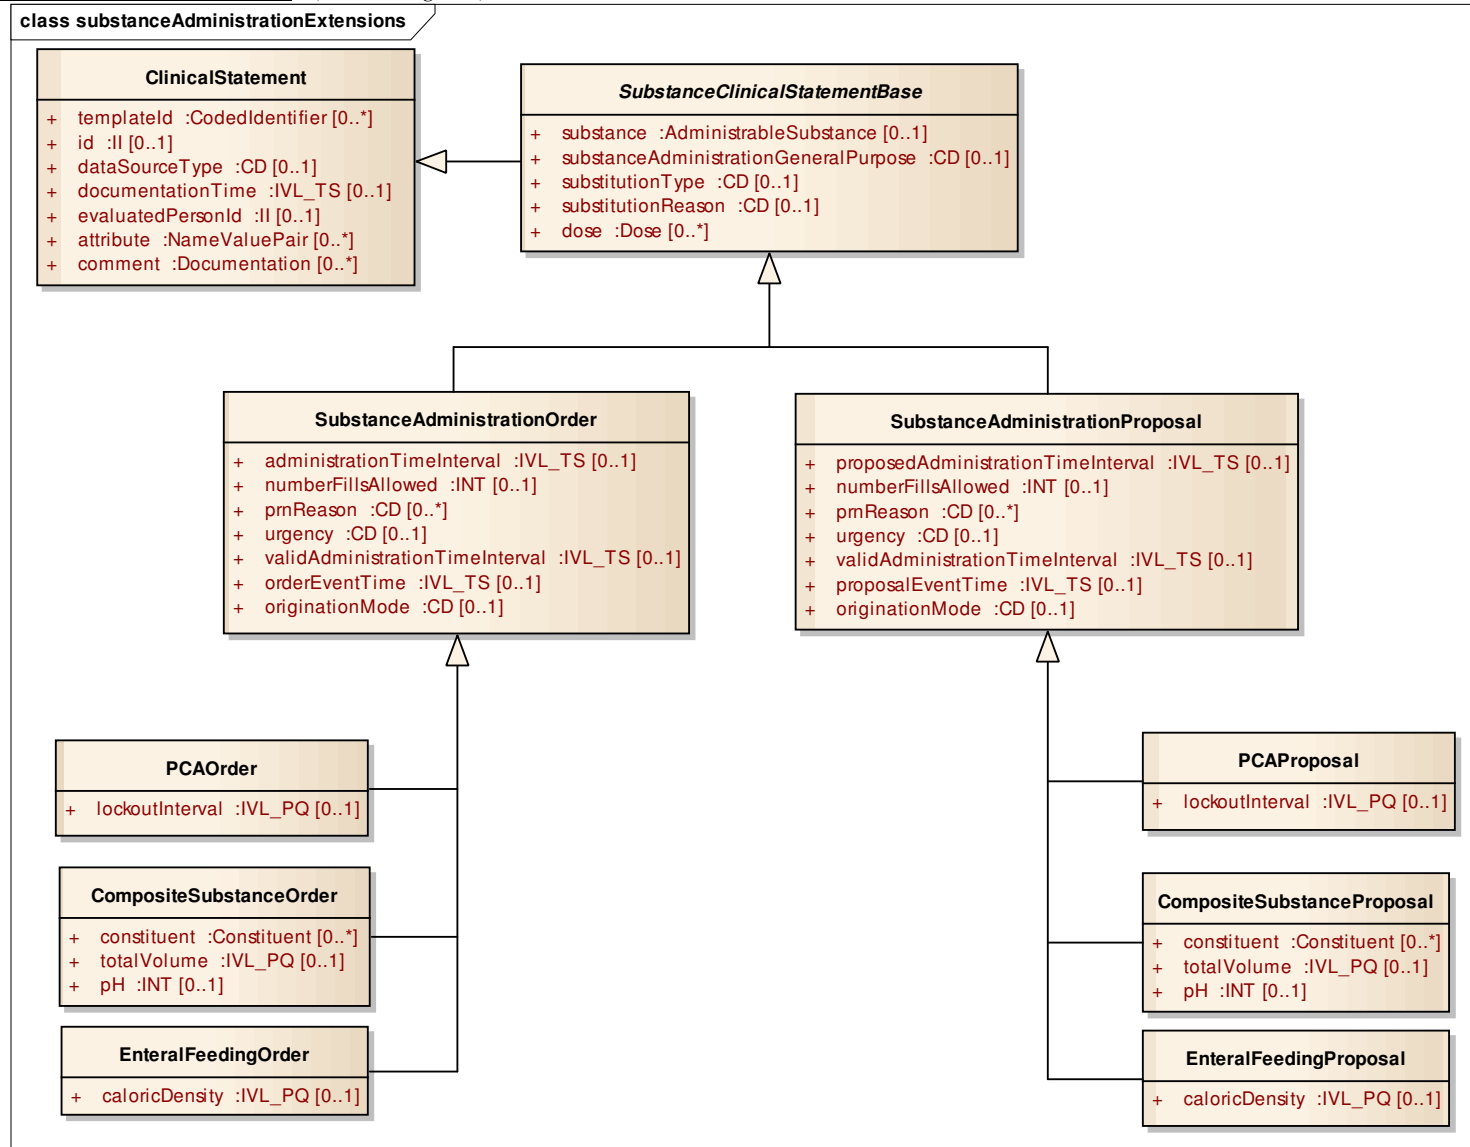 class substanceAdministrationExtensions
ClinicalStatement
+ templateId :CodedIdentifier [0..*]
+ id :II [0..1]
+ dataSourceType :CD [0..1]
+ documentationTime :IVL_TS [0..1]
+ evaluatedPersonId :II [0..1]
+ attribute :NameValuePair [0..*]
+ comment :Documentation [0..*]
SubstanceClinicalStatementBase
+ substance :AdministrableSubstance [0..1]
+ substanceAdministrationGeneralPurpose :CD [0..1]
+ substitutionType :CD [0..1]
+ substitutionReason :CD [0..1]
+ dose :Dose [0..*]
SubstanceAdministrationOrder
+ administrationTimeInterval :IVL_TS [0..1]
+ numberFillsAllowed :INT [0..1]
+ prnReason :CD [0..*]
+ urgency :CD [0..1]
+ validAdministrationTimeInterval :IVL_TS [0..1]
+ orderEventTime :IVL_TS [0..1]
+ originationMode :CD [0..1]
SubstanceAdministrationProposal
+ proposedAdministrationTimeInterval :IVL_TS [0..1]
+ numberFillsAllowed :INT [0..1]
+ prnReason :CD [0..*]
+ urgency :CD [0..1]
+ validAdministrationTimeInterval :IVL_TS [0..1]
+ proposalEventTime :IVL_TS [0..1]
+ originationMode :CD [0..1]
PCAOrder
+ lockoutInterval :IVL_PQ [0..1]
CompositeSubstanceOrder
+ constituent :Constituent [0..*]
+ totalVolume :IVL_PQ [0..1]
+ pH :INT [0..1]
EnteralFeedingOrder
+ caloricDensity :IVL_PQ [0..1]
PCAProposal
+ lockoutInterval :IVL_PQ [0..1]
CompositeSubstanceProposal
+ constituent :Constituent [0..*]
+ totalVolume :IVL_PQ [0..1]
+ pH :INT [0..1]
EnteralFeedingProposal
+ caloricDensity :IVL_PQ [0..1]